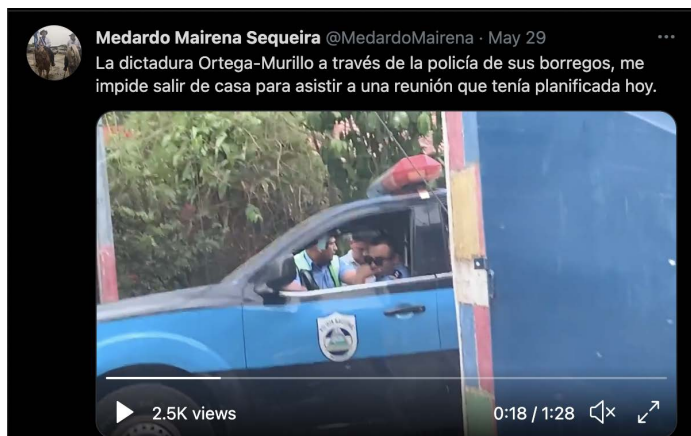 Medardo Mairena Sequeira @MedardoMairena · May 29
La dictadura Ortega-Murillo a través de la policía de sus borregos, me
impide salir de casa para asistir a una reunión que tenía planificada hoy.
2.5K views
0:18 / 1:28